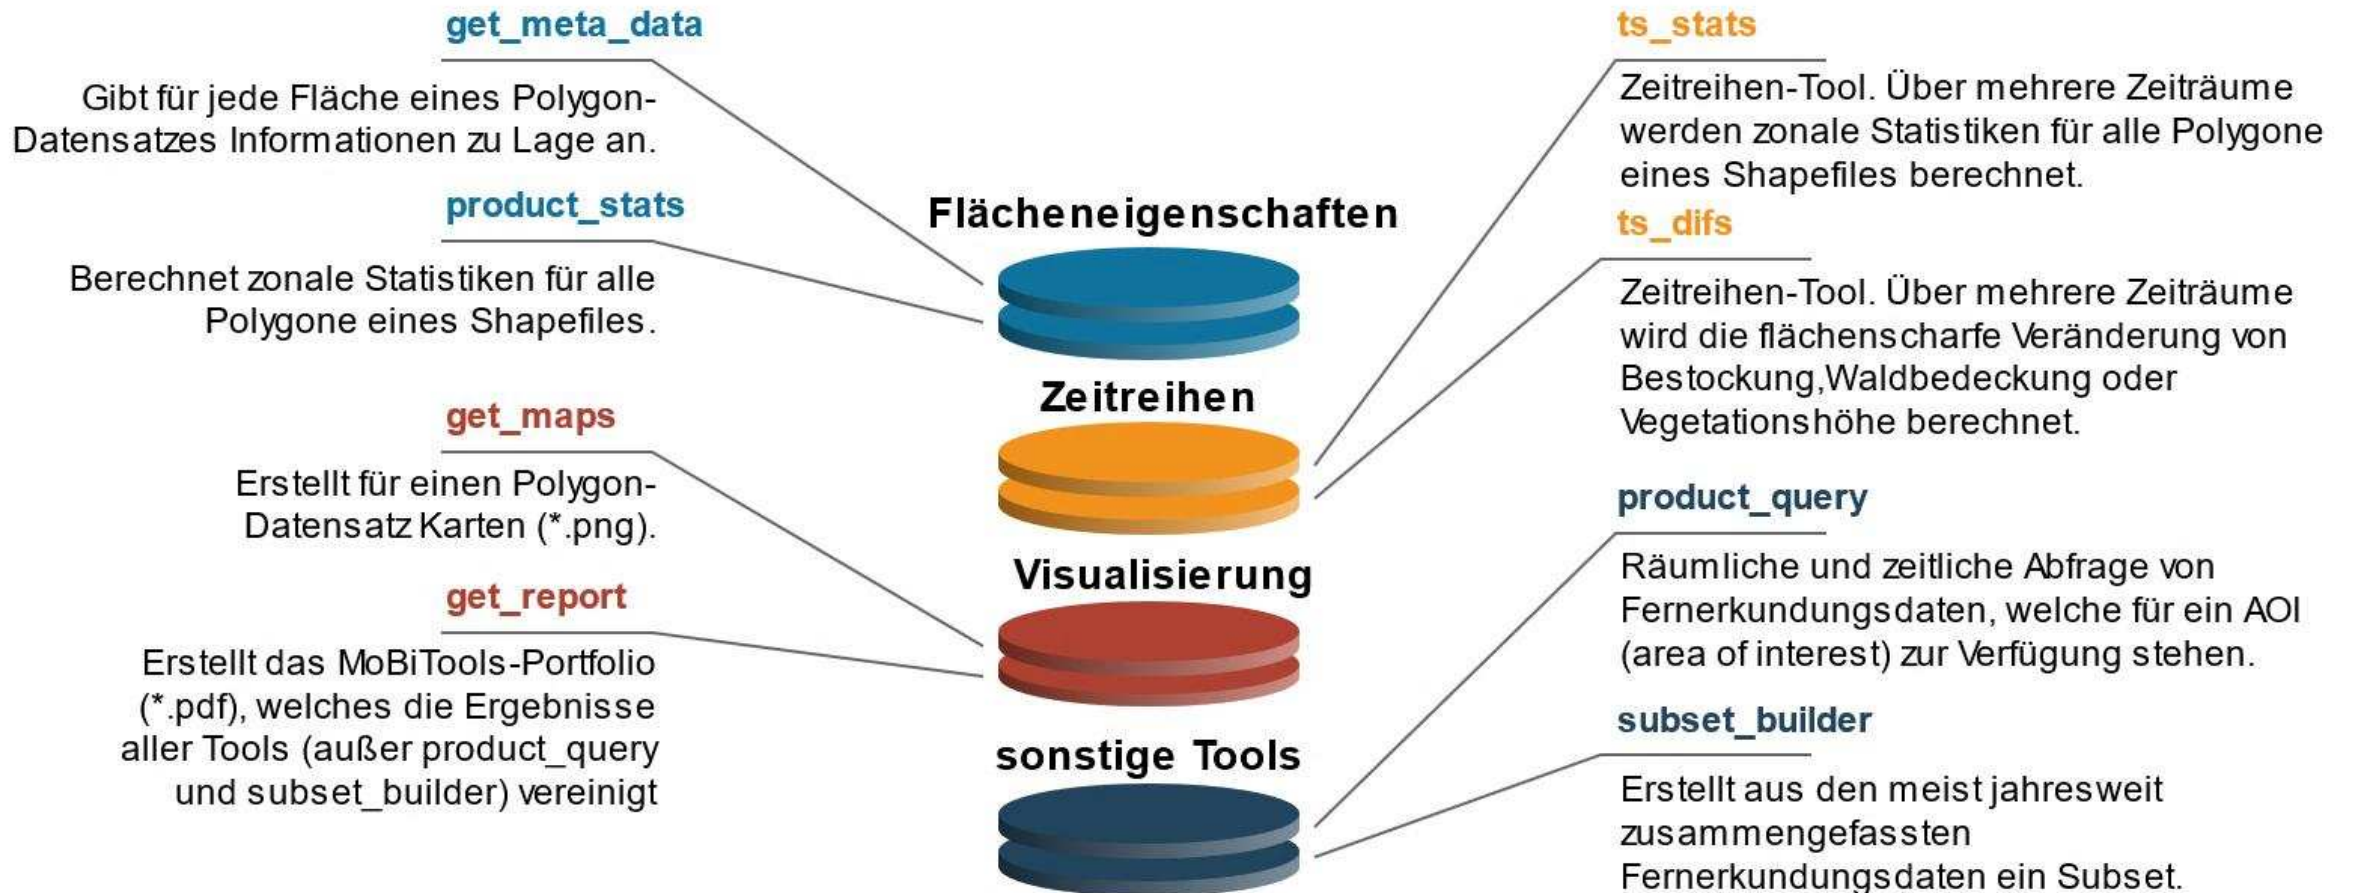 get_meta_data
Gibt für jede Fläche eines Polygon-
Datensatzes Informationen zu Lage an.
product_stats
Berechnet zonale Statistiken für alle
Polygone eines Shapefiles.
get_maps
Erstellt für einen Polygon-
Datensatz Karten (*.png).
get_report
Erstellt das MoBiTools-Portfolio
(*.pdf), welches die Ergebnisse
aller Tools (außer product_query
und subset_builder) vereinigt
Flächeneigenschaften
Zeitreihen
Visualisierung
sonstige Tools
ts_stats
Zeitreihen-Tool. Über mehrere Zeiträume
werden zonale Statistiken für alle Polygone
eines Shapefiles berechnet.
ts_difs
Zeitreihen-Tool. Über mehrere Zeiträume
wird die flächenscharfe Veränderung von
Bestockung,Waldbedeckung oder
Vegetationshöhe berechnet.
product_query
Räumliche und zeitliche Abfrage von
Fernerkundungsdaten, welche für ein AOI
(area of interest) zur Verfügung stehen.
subset_builder
Erstellt aus den meist jahresweit
zusammengefassten
Fernerkundungsdaten ein Subset.